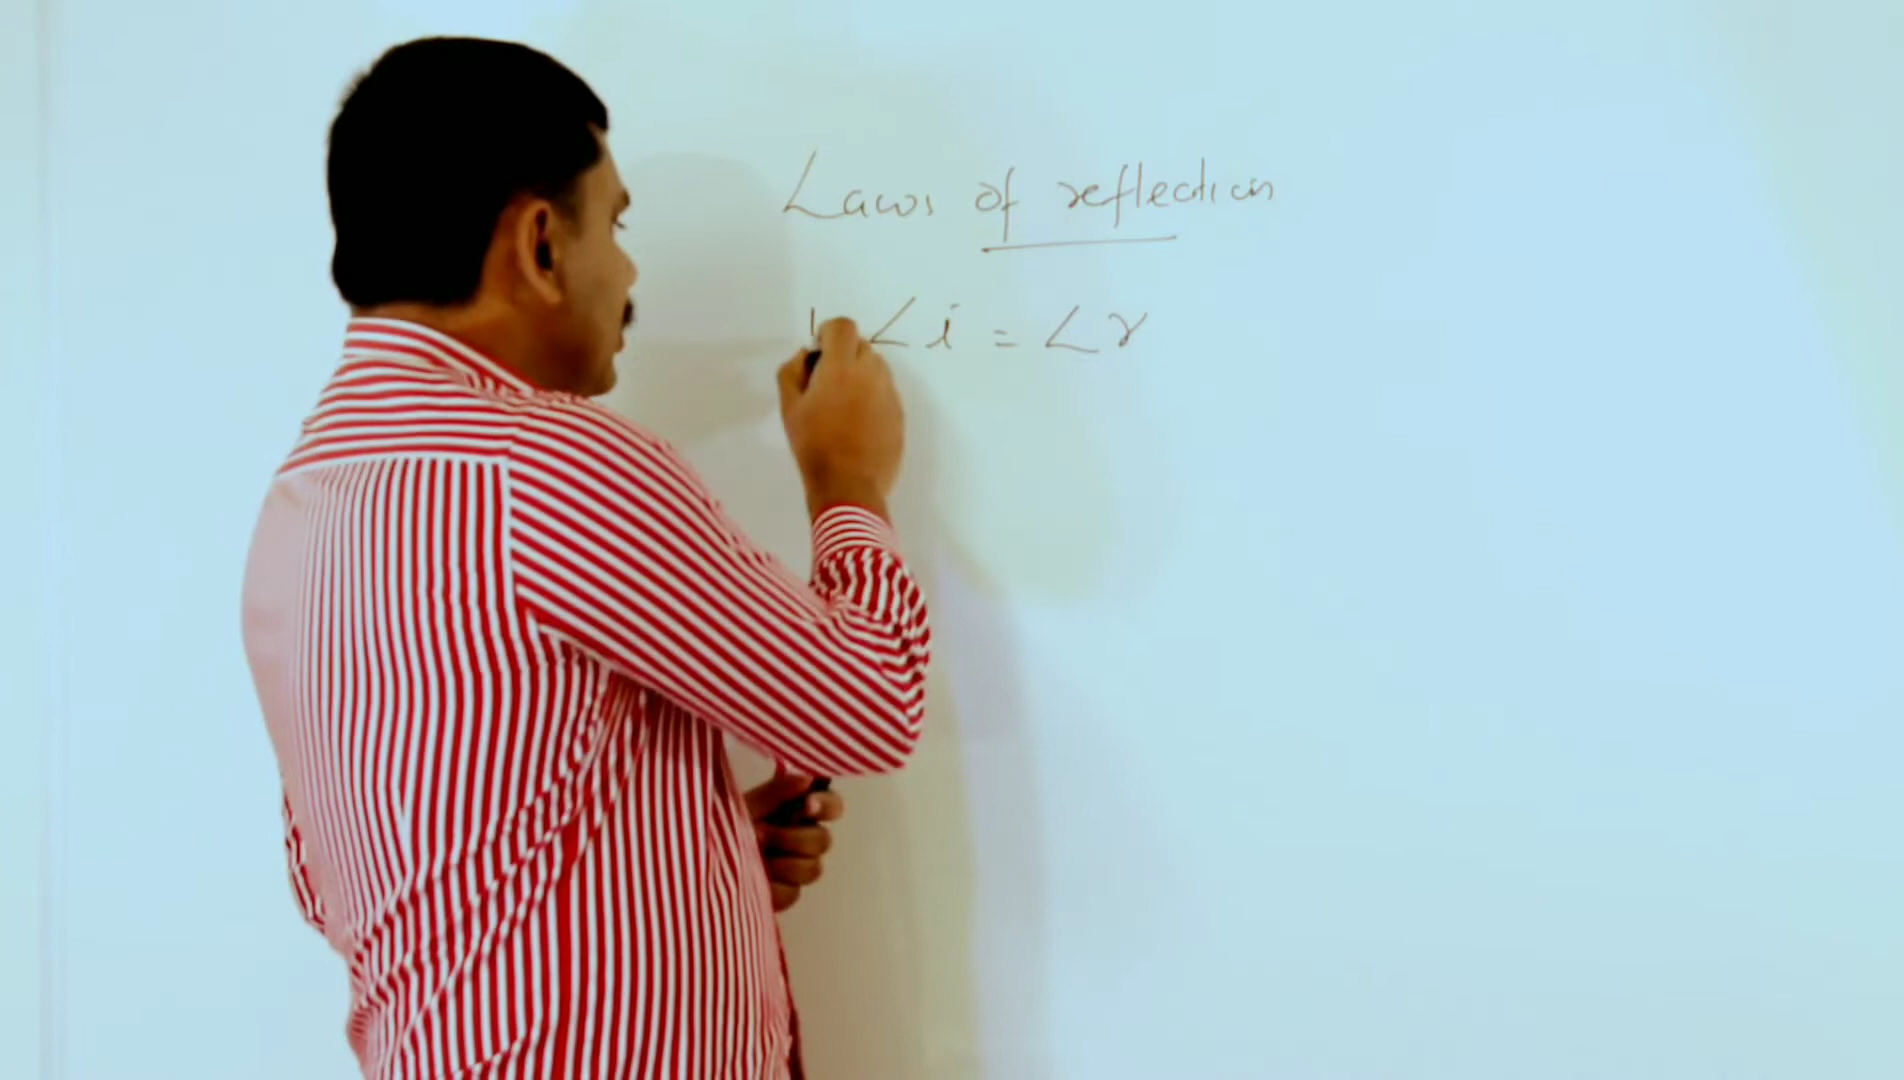 Laws of reflection
1 ∠i = ∠r